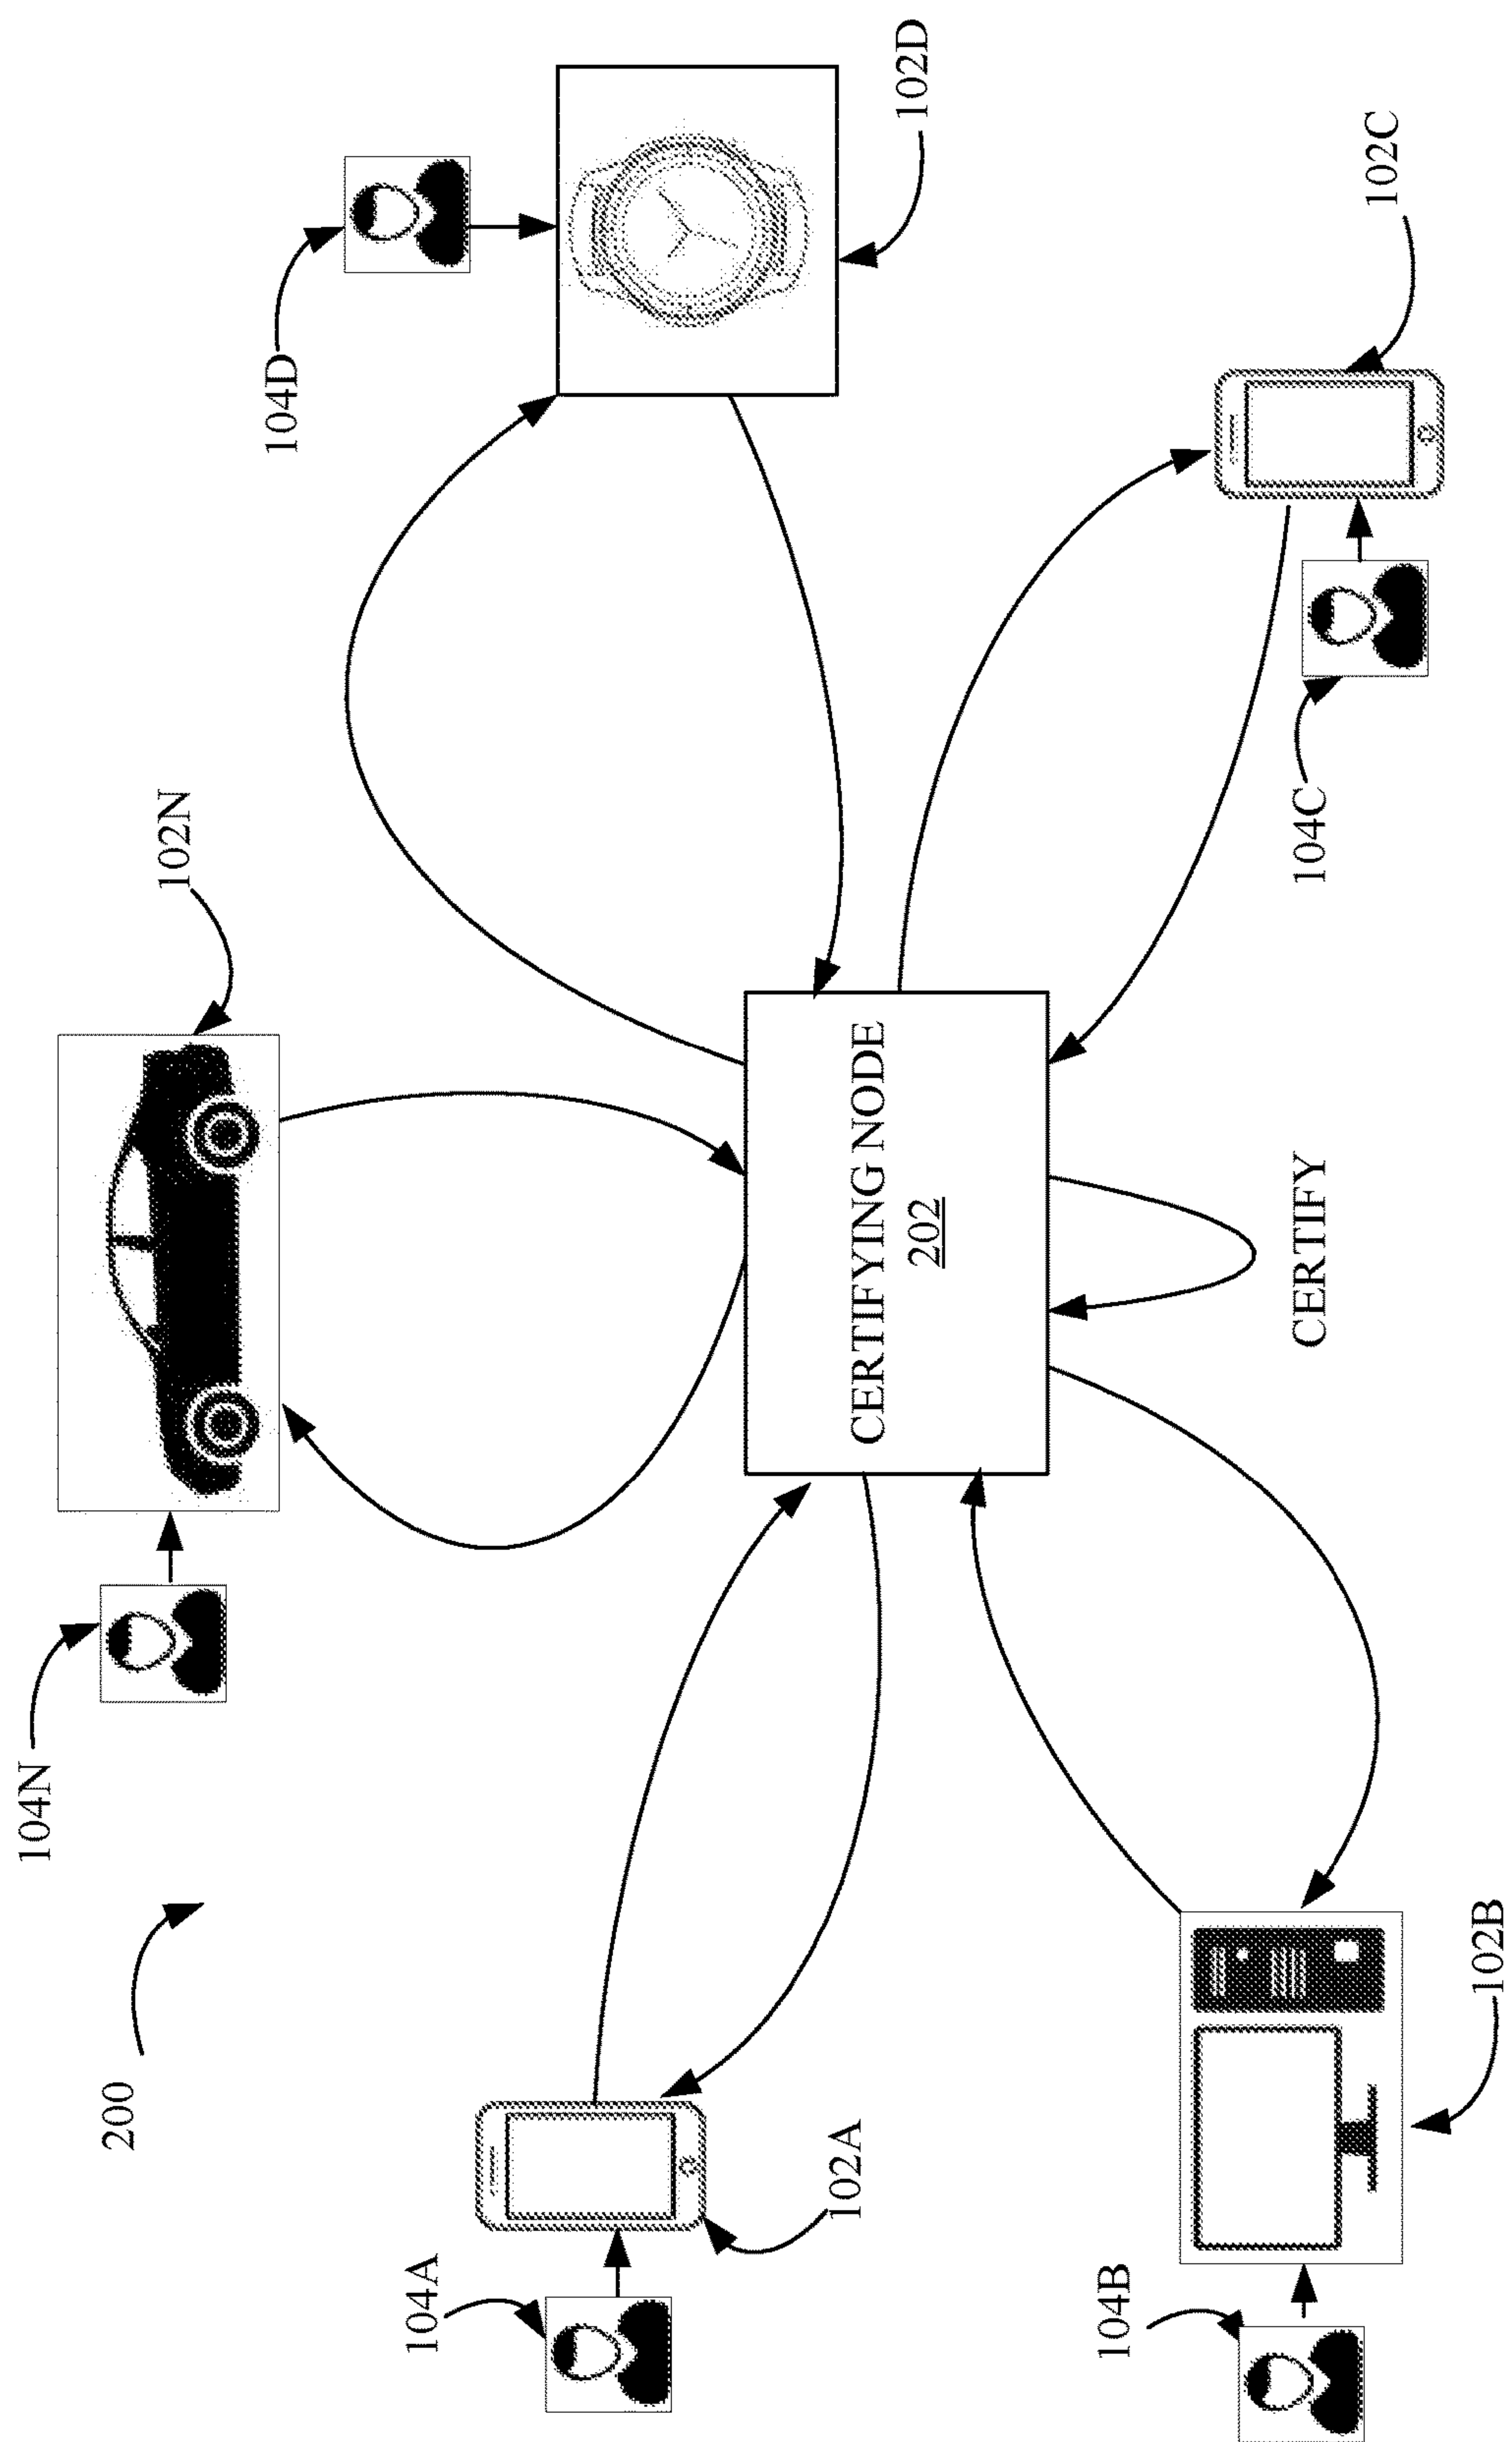 200
104N
102N
104D
102D
104A
102A
CERTIFYING NODE
202
CERTIFY
104C
102C
104B
102B